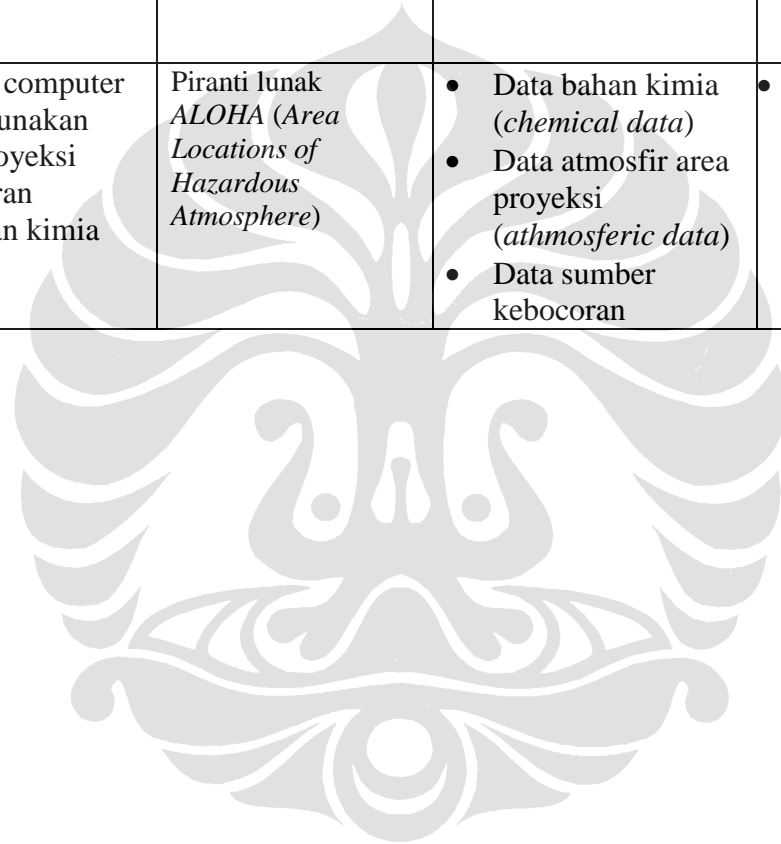 computer
unakan
oyeksi
ran
n kimia
Piranti lunak
ALOHA (Area
Locations of
Hazardous
Atmosphere)
• Data bahan kimia
(chemical data)
• Data atmosfir area
proyeksi
(athmosferic data)
• Data sumber
kebocoran
•